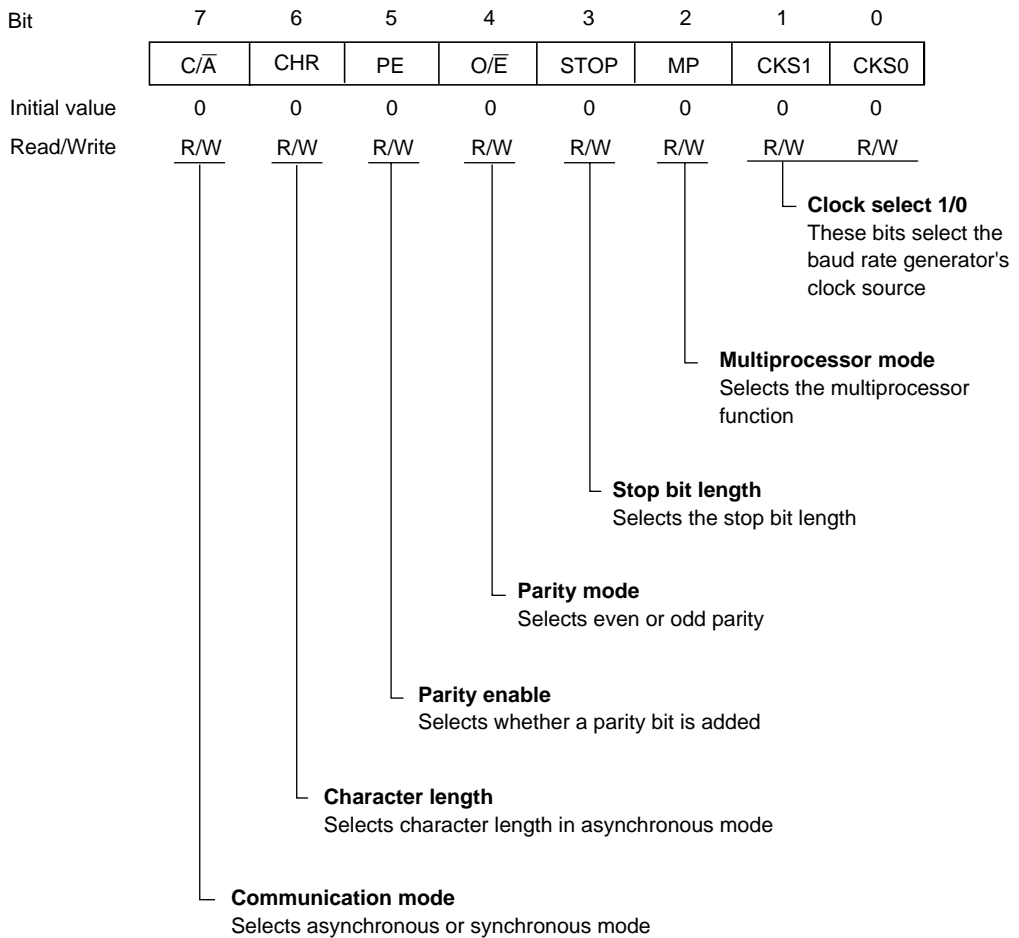 Bit 7 6 5 4 3 2 1 0
C/A̅ CHR PE O/E̅ STOP MP CKS1 CKS0
Initial value 0 0 0 0 0 0 0 0
Read/Write R/W R/W R/W R/W R/W R/W R/W R/W
Clock select 1/0
These bits select the
baud rate generator's
clock source
Multiprocessor mode
Selects the multiprocessor
function
Stop bit length
Selects the stop bit length
Parity mode
Selects even or odd parity
Parity enable
Selects whether a parity bit is added
Character length
Selects character length in asynchronous mode
Communication mode
Selects asynchronous or synchronous mode